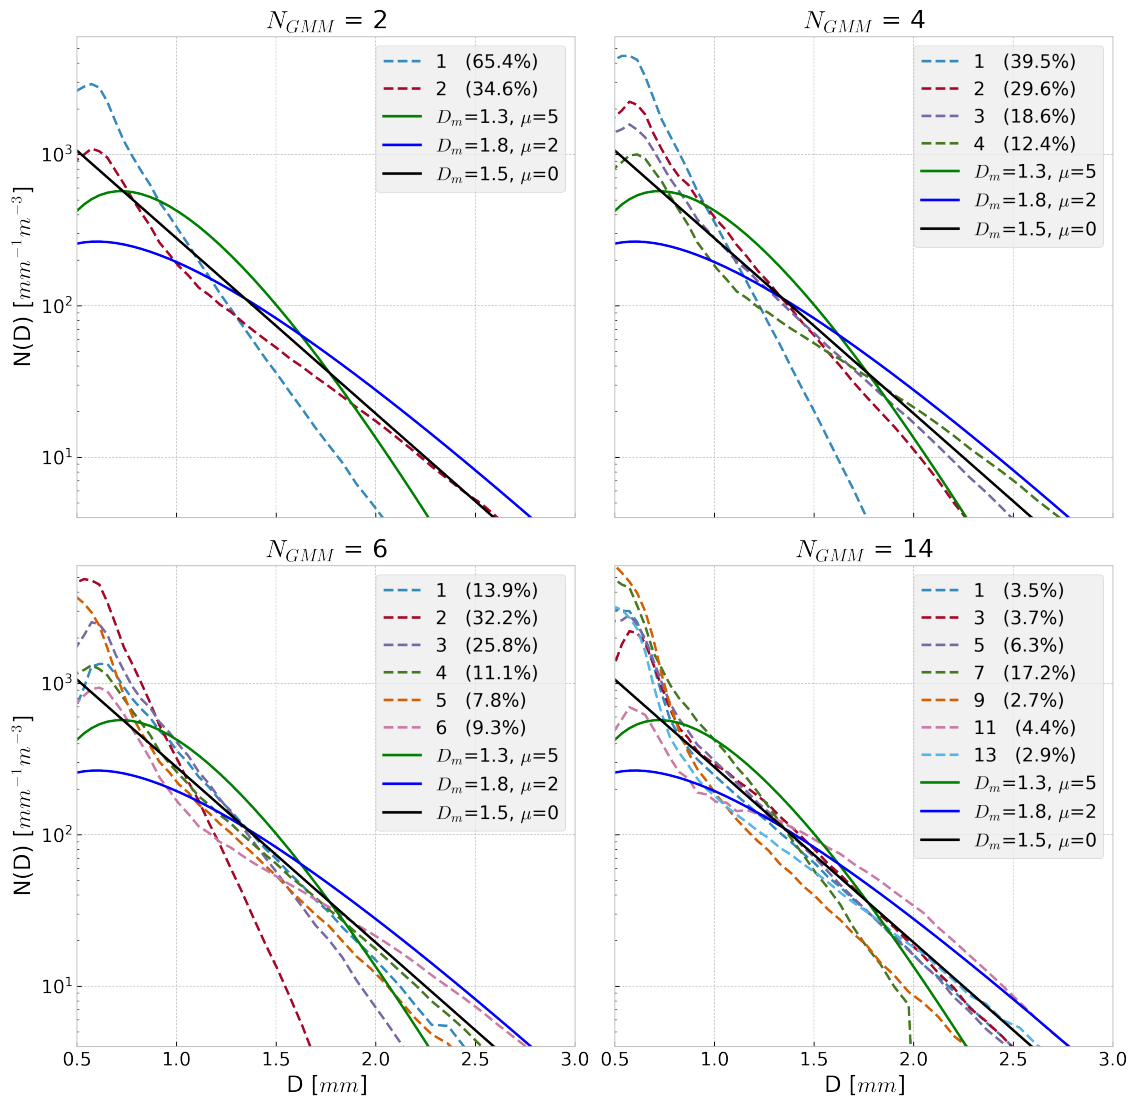 N_{GMM} = 2
1 (65.4%)
2 (34.6%)
D_m=1.3, μ=5
D_m=1.8, μ=2
D_m=1.5, μ=0
10^3
10^2
10^1
N(D)) [mm^{-1}m^{-3}]
N_{GMM} = 4
1 (39.5%)
2 (29.6%)
3 (18.6%)
4 (12.4%)
D_m=1.3, μ=5
D_m=1.8, μ=2
D_m=1.5, μ=0
N_{GMM} = 6
1 (13.9%)
2 (32.2%)
3 (25.8%)
4 (11.1%)
5 (7.8%)
6 (9.3%)
D_m=1.3, μ=5
D_m=1.8, μ=2
D_m=1.5, μ=0
10^3
10^2
10^1
N(D)) [mm^{-1}m^{-3}]
0.5 1.0 1.5 2.0 2.5 3.0
D [mm]
N_{GMM} = 14
1 (3.5%)
3 (3.7%)
5 (6.3%)
7 (17.2%)
9 (2.7%)
11 (4.4%)
13 (2.9%)
D_m=1.3, μ=5
D_m=1.8, μ=2
D_m=1.5, μ=0
0.5 1.0 1.5 2.0 2.5 3.0
D [mm]